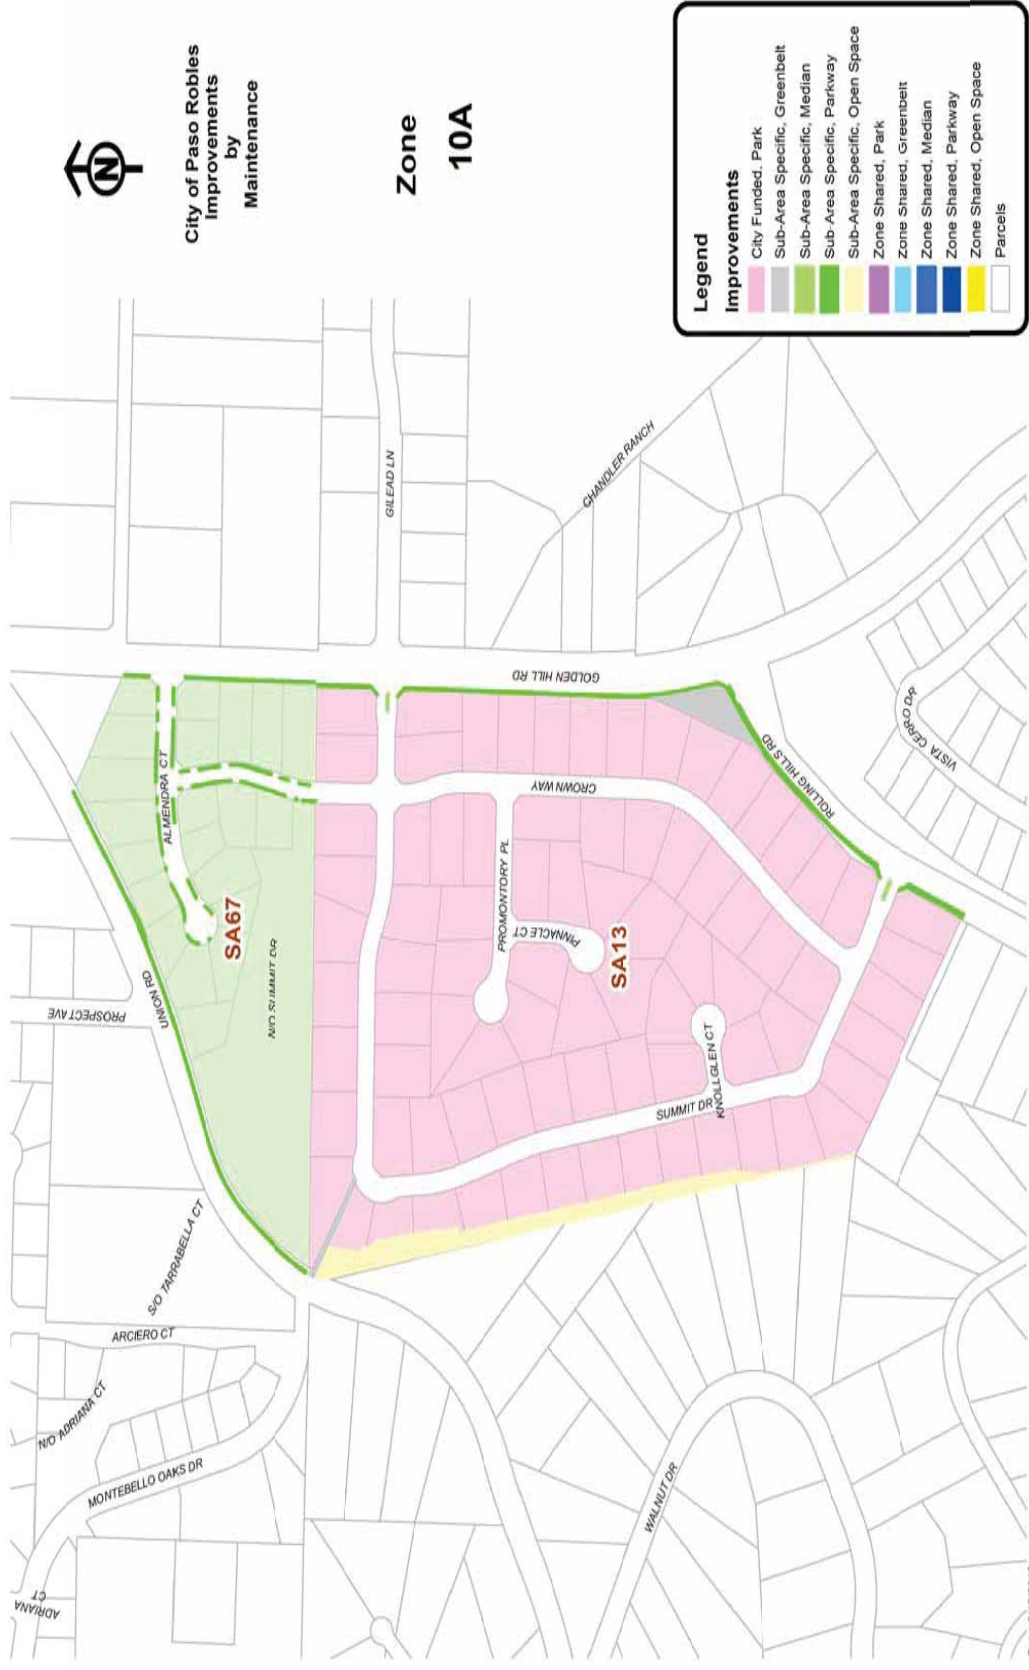 N
City of Paso Robles
Improvements
by
Maintenance
Zone
10A
Legend
Improvements
City Funded. Park
Sub-Area Specific, Greenbelt
Sub-Area Specific, Median
Sub-Area Specific, Parkway
Sub-Area Specific, Open Space
Zone Shared, Park
Zone Shared, Greenbelt
Zone Shared, Median
Zone Shared, Parkway
Zone Shared, Open Space
Parcels
ADRIANA
CT
MONTEBELLO OAKS DR
N/O ADRIANA CT
ARCIERO CT
S/O TARRABELLA CT
PROSPECT AVE
UNION RD
ALMENDRA CT
SA67
N/O SUMMIT DR
GILEAD LN
GOLDEN HILL RD
CROWN WAY
PROMONTORY PL
PINNACLE CT
SA13
KNOLLGLEN CT
SUMMIT DR
CHANDLER RANCH
ROLLING HILLS RD
VISTA CERRO DR
WALNUT DR